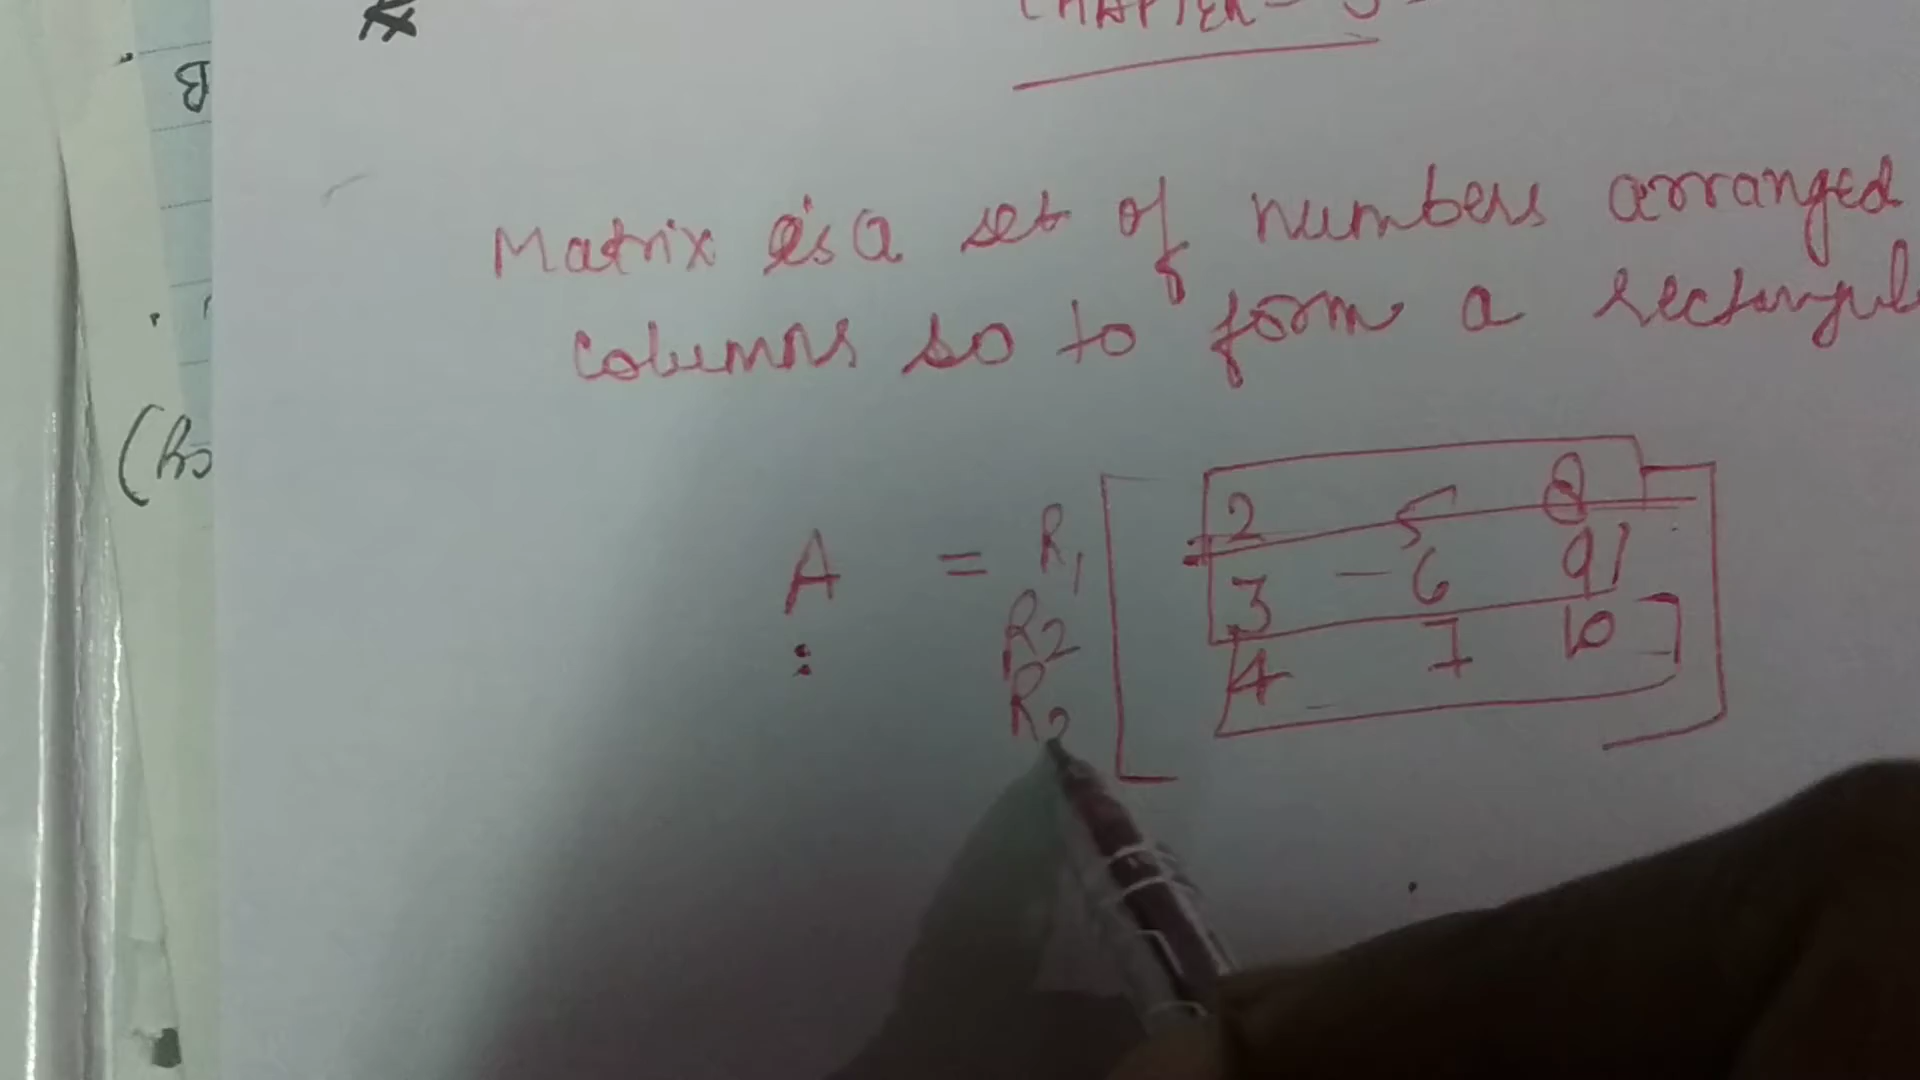 CHAPTER - 
Matrix is a set of numbers arranged
columns so to form a rectangul
A = R1 2 5 8
R2 3 - 6 9
R3 4 7 10